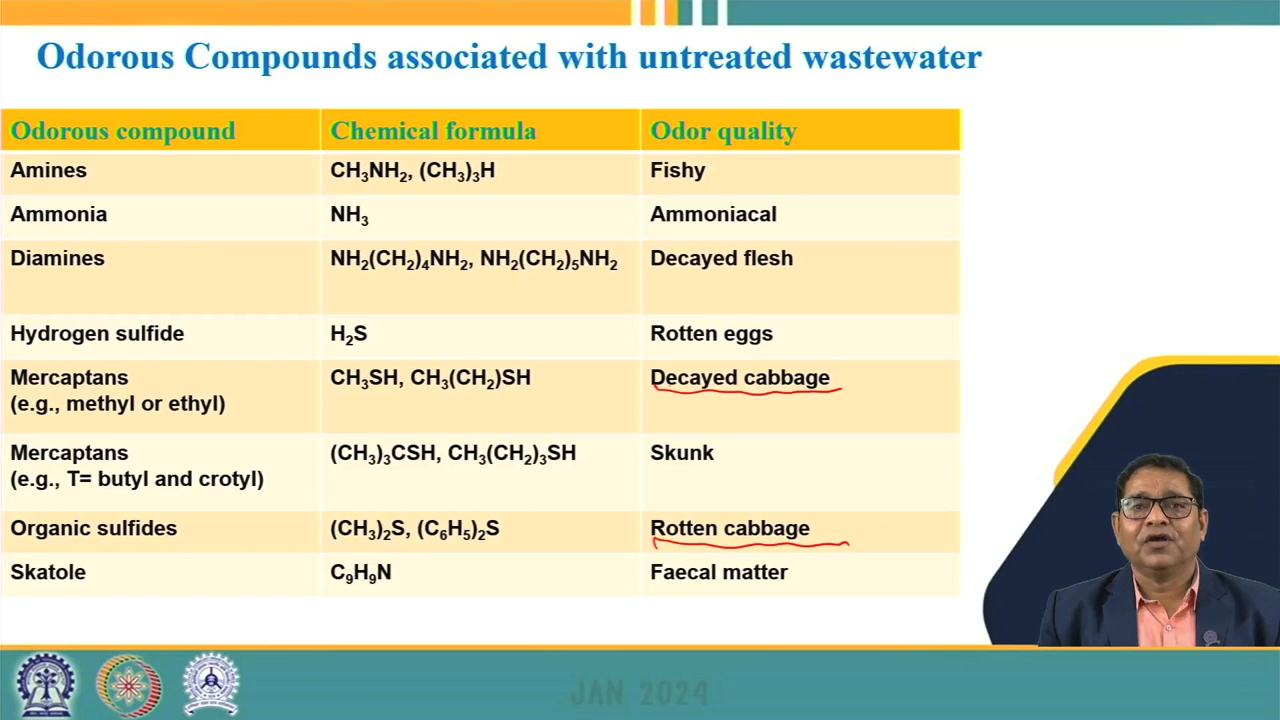 Odorous Compounds associated with untreated wastewater
Odorous compound Chemical formula Odor quality
Amines CH₃NH₂, (CH₃)₃H Fishy
Ammonia NH₃ Ammoniacal
Diamines NH₂(CH₂)₄NH₂, NH₂(CH₂)₅NH₂ Decayed flesh
Hydrogen sulfide H₂S Rotten eggs
Mercaptans CH₃SH, CH₃(CH₂)SH Decayed cabbage
(e.g., methyl or ethyl)
Mercaptans (CH₃)₃CSH, CH₃(CH₂)₃SH Skunk
(e.g., T= butyl and crotyl)
Organic sulfides (CH₃)₂S, (C₆H₅)₂S Rotten cabbage
Skatole C₉H₉N Faecal matter
JAN 2024